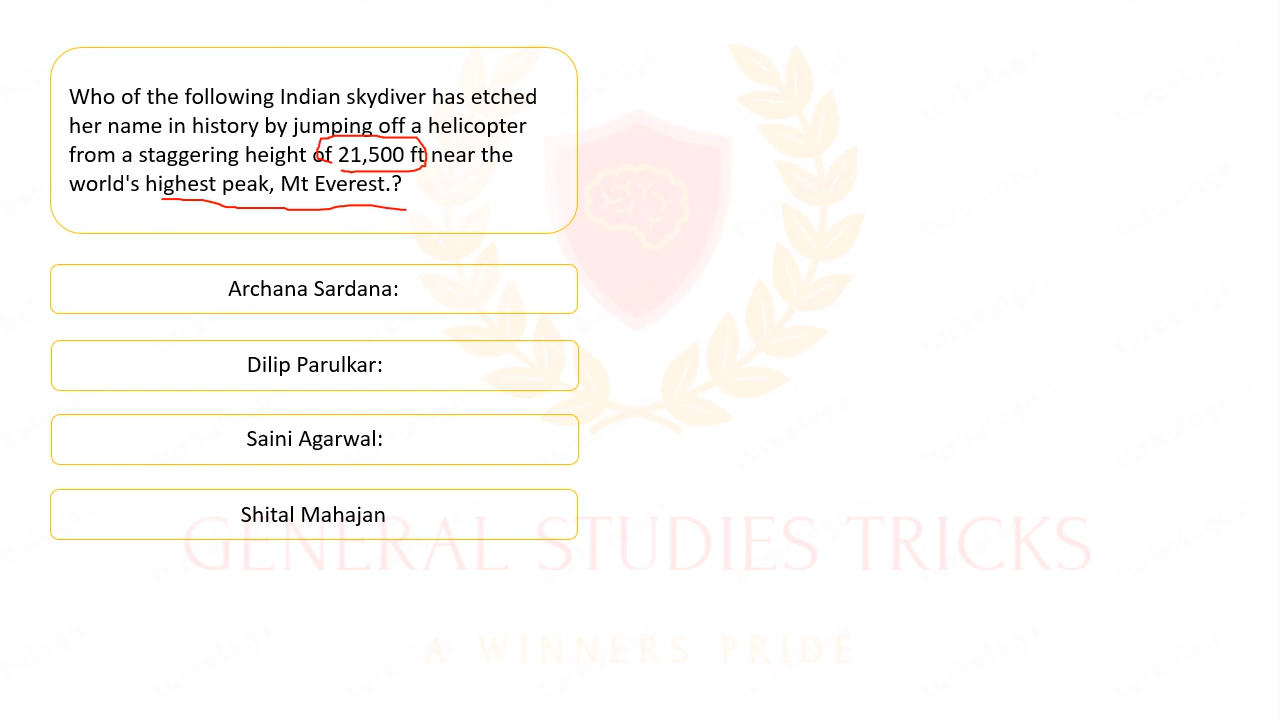 Who of the following Indian skydiver has etched
her name in history by jumping off a helicopter
from a staggering height of 21,500 ft near the
world's highest peak, Mt Everest.?
Archana Sardana:
Dilip Parulkar:
Saini Agarwal:
Shital Mahajan
GENERAL STUDIES TRICKS
A WINNERS PRIDE